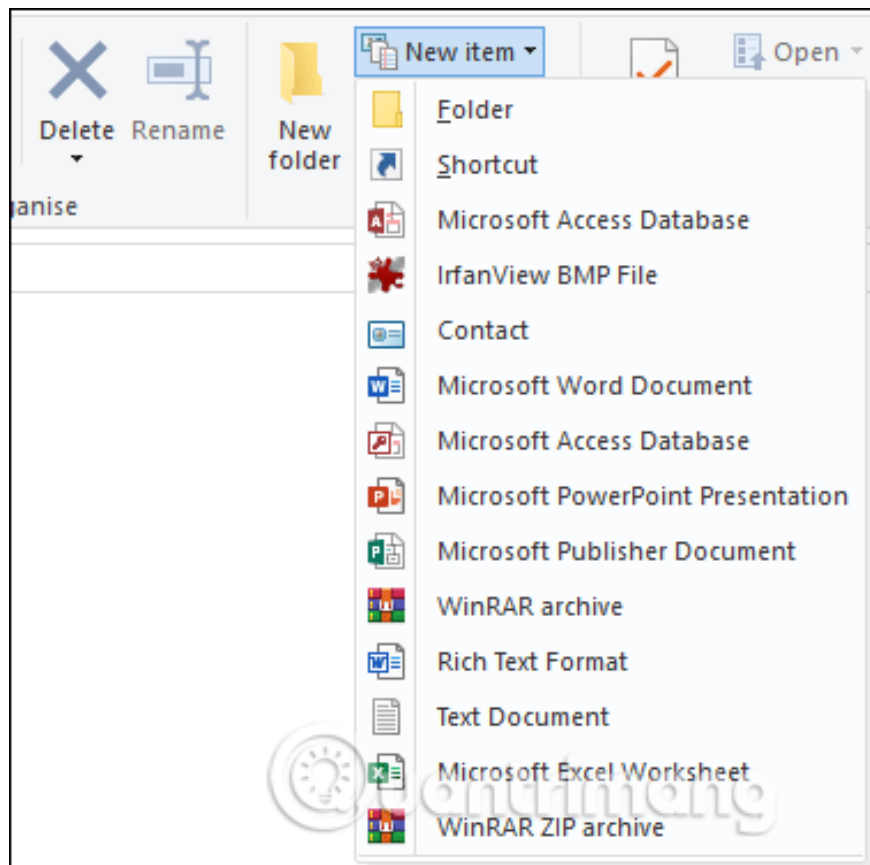 New item
Open
Delete
Rename
New
folder
anise
Folder
Shortcut
Microsoft Access Database
IrfanView BMP File
Contact
Microsoft Word Document
Microsoft Access Database
Microsoft PowerPoint Presentation
Microsoft Publisher Document
WinRAR archive
Rich Text Format
Text Document
Microsoft Excel Worksheet
WinRAR ZIP archive
Quantrimang